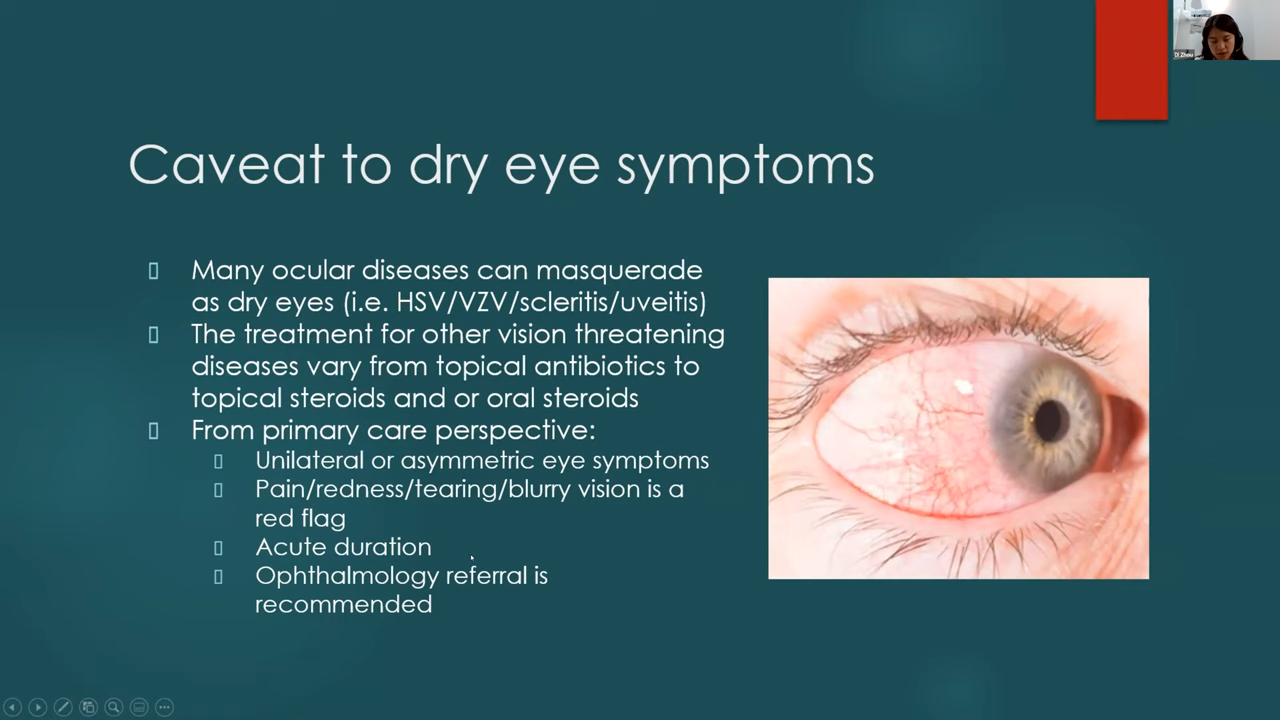 Di Zhou
Caveat to dry eye symptoms
Many ocular diseases can masquerade
as dry eyes (i.e. HSV/VZV/scleritis/uveitis)
The treatment for other vision threatening
diseases vary from topical antibiotics to
topical steroids and or oral steroids
From primary care perspective:
Unilateral or asymmetric eye symptoms
Pain/redness/tearing/blurry vision is a
red flag
Acute duration
Ophthalmology referral is
recommended